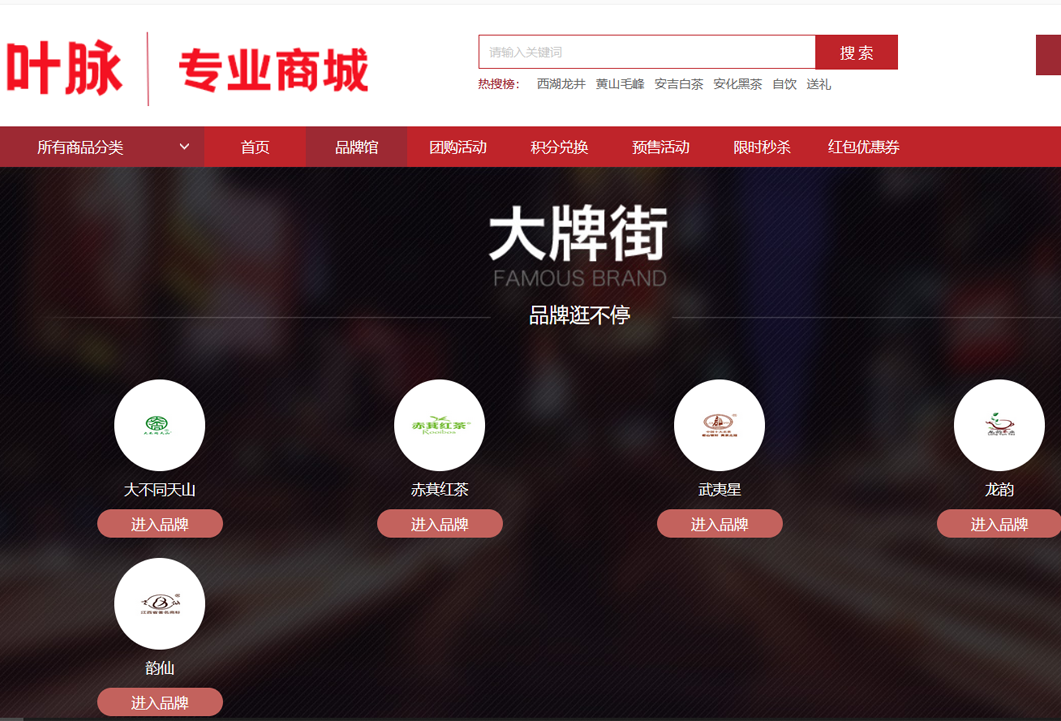 叶脉 专业商城
请输入关键词 搜 索
热搜榜： 西湖龙井 黄山毛峰 安吉白茶 安化黑茶 自饮 送礼
所有商品分类 首页 品牌馆 团购活动 积分兑换 预售活动 限时秒杀 红包优惠券
大牌街
FAMOUS BRAND
品牌逛不停
赤萁红茶
大不同天山 赤萁红茶 武夷星 龙韵
进入品牌 进入品牌 进入品牌 进入品牌
韵仙
进入品牌